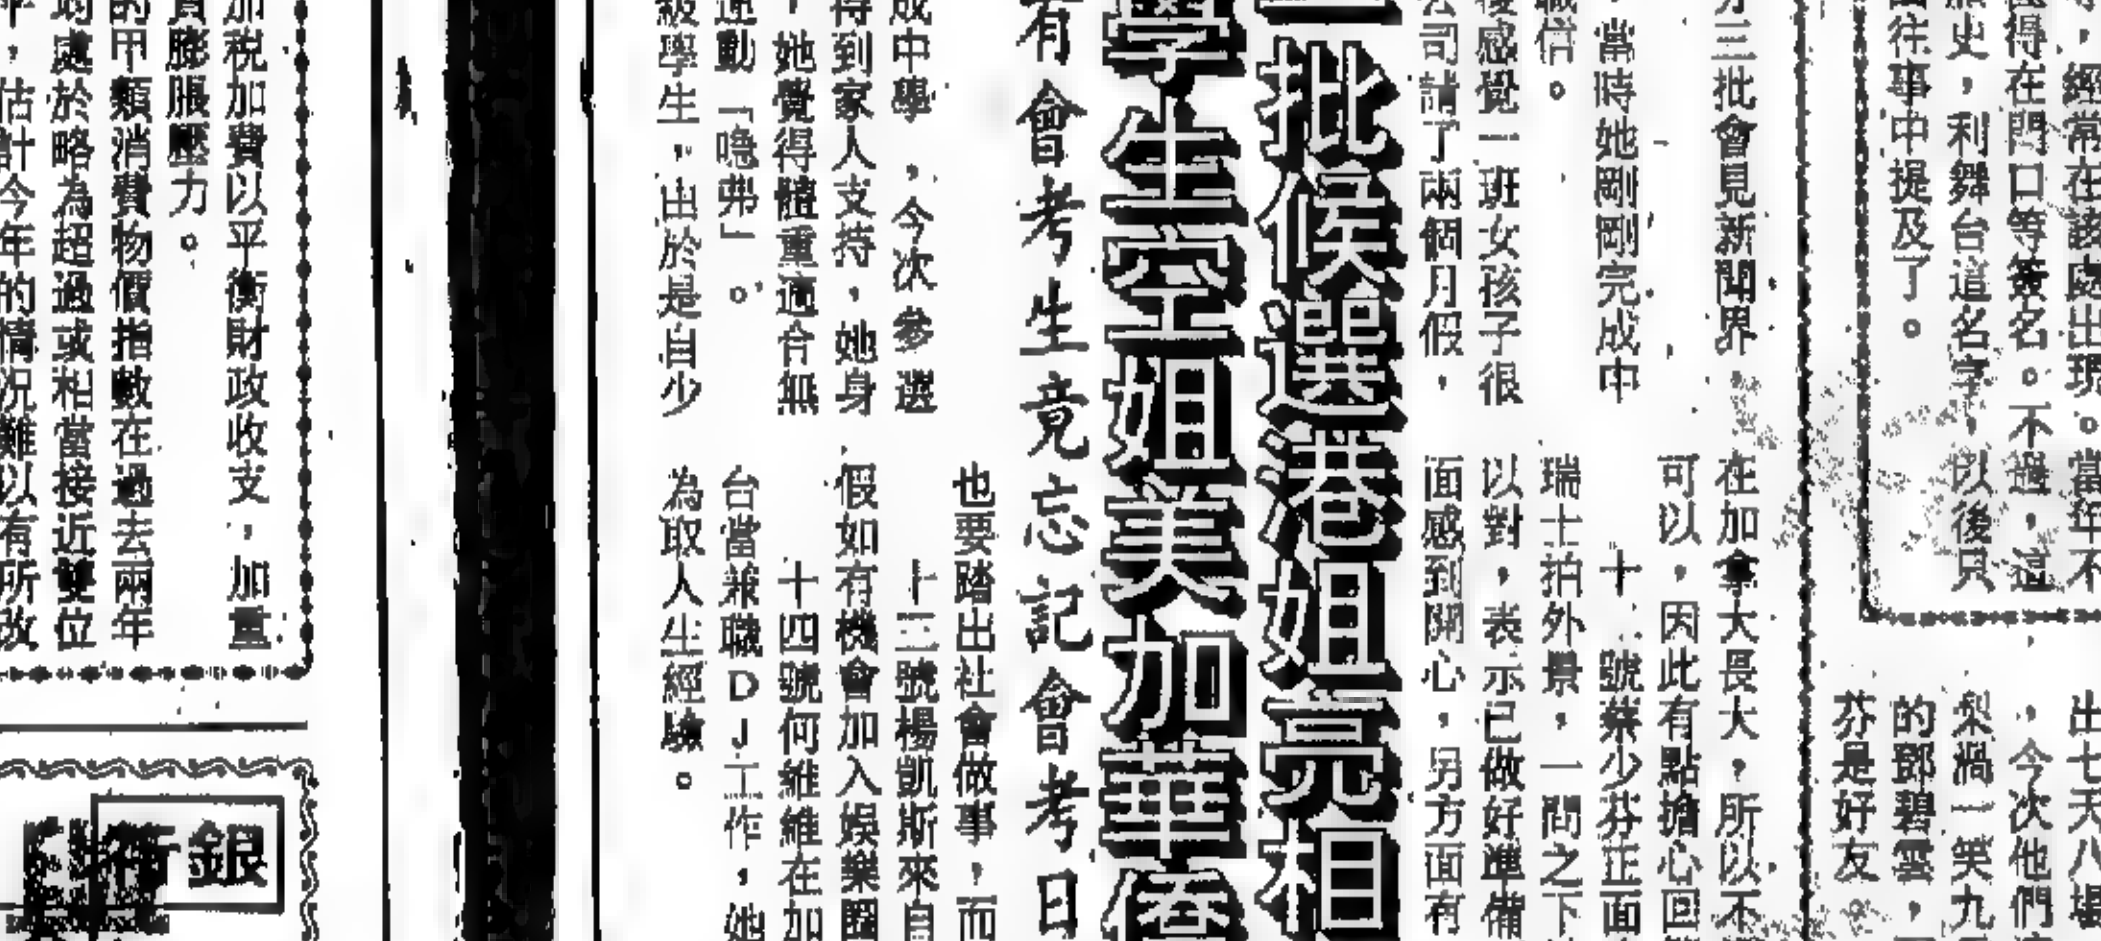 ，經常在該處出現。當年不
得在門口等簽名。不過，這
史，利舞台這名字，以後只
往事中提及了。
出七天八場
，今次他們
梨渦一笑九
的鄧碧雲，
芬是好友。
三批會見新聞界，
，當時她剛剛完成中
職信。
感覺一班女孩子很
公司請了兩個月假，
在加拿大長大，所以不
可以，因此有點擔心回
十 號蔡少芬正面
瑞士拍外景，一問之下
以對，表示已做好準備
面感到開心，另方面有
批候選港姐亮相
學生空姐美加華僑
有會考生竟忘記會考日
成中學，今次參選
得到家人支持，她身
，她覺得體重適合無
運動「喼弗」。
級學生，由於是自少
也要踏出社會做事，而
十三號楊凱斯來自
假如有機會加入娛樂圈
十四號何維維在加
台當兼職DJ工作，她
為取人生經驗。
加稅加費以平衡財政收支，加重
膨脹壓力。
的甲類消費物價指數在過去兩年
均處於略為超過或相當接近雙位
，估計今年的情況難以有所改
銀行